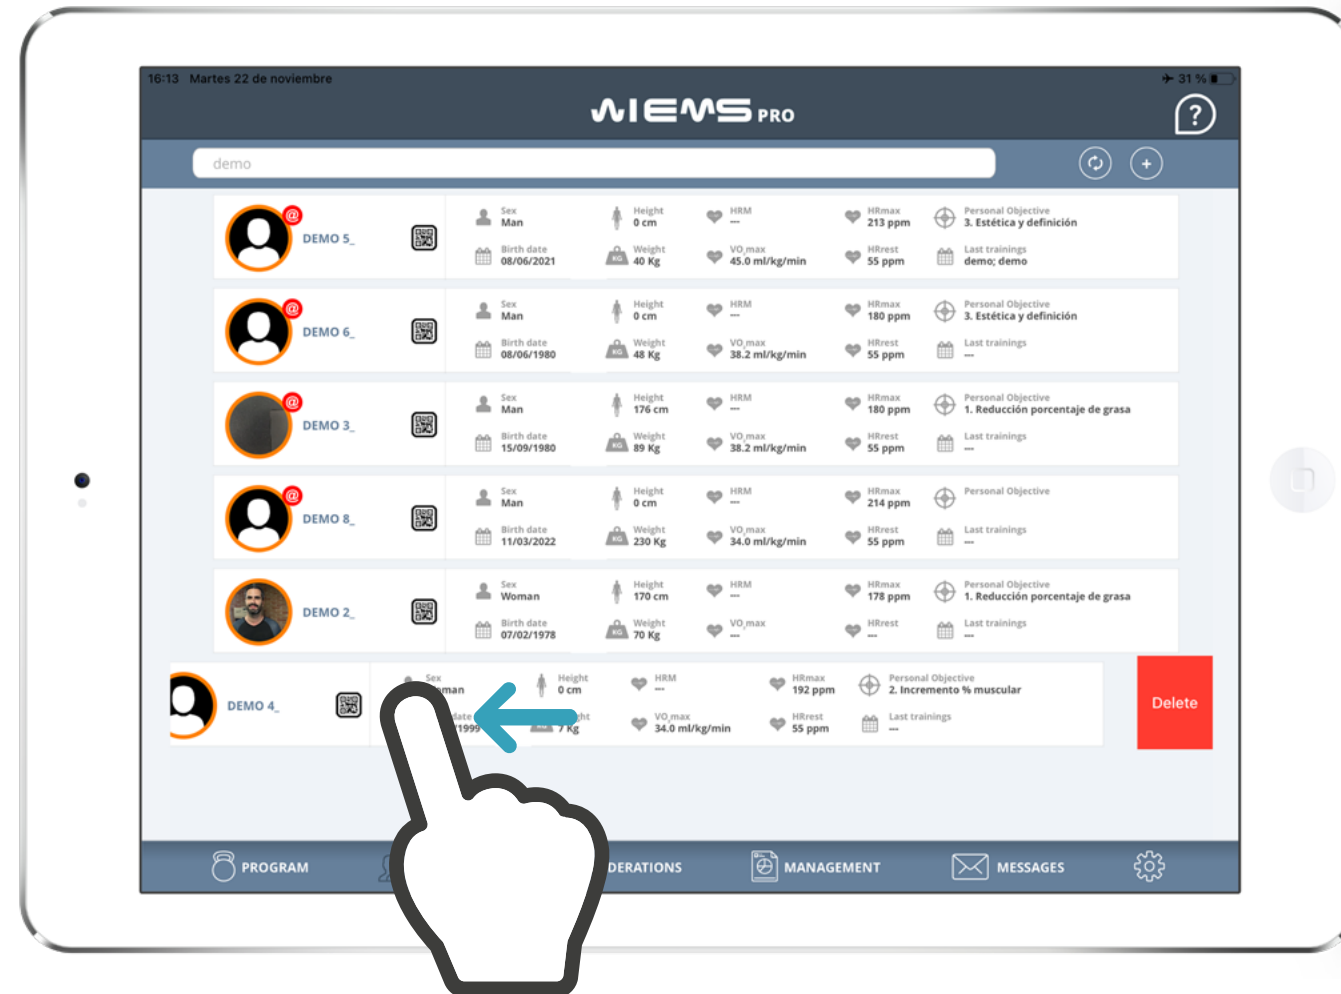 16:13 Martes 22 de noviembre
31 %
WIEMS PRO
?
demo
+
DEMO 5_
@
Sex
Man
Height
0 cm
HRM
---
HRmax
213 ppm
Personal Objective
3. Estética y definición
Birth date
08/06/2021
KG
Weight
40 Kg
VO2max
45.0 ml/kg/min
HRrest
55 ppm
Last trainings
demo; demo
DEMO 6_
@
Sex
Man
Height
0 cm
HRM
---
HRmax
180 ppm
Personal Objective
3. Estética y definición
Birth date
08/06/1980
KG
Weight
48 Kg
VO2max
38.2 ml/kg/min
HRrest
55 ppm
Last trainings
---
DEMO 3_
@
Sex
Man
Height
176 cm
HRM
---
HRmax
180 ppm
Personal Objective
1. Reducción porcentaje de grasa
Birth date
15/09/1980
KG
Weight
89 Kg
VO2max
38.2 ml/kg/min
HRrest
55 ppm
Last trainings
---
DEMO 8_
@
Sex
Man
Height
0 cm
HRM
---
HRmax
214 ppm
Personal Objective
Birth date
11/03/2022
KG
Weight
230 Kg
VO2max
34.0 ml/kg/min
HRrest
55 ppm
Last trainings
---
DEMO 2_
Sex
Woman
Height
170 cm
HRM
---
HRmax
178 ppm
Personal Objective
1. Reducción porcentaje de grasa
Birth date
07/02/1978
KG
Weight
70 Kg
VO2max
---
HRrest
---
Last trainings
---
DEMO 4_
Sex
Height
0 cm
HRM
---
HRmax
192 ppm
Personal Objective
2. Incremento % muscular
date
/1999
7 Kg
VO2max
34.0 ml/kg/min
HRrest
55 ppm
Last trainings
---
Delete
PROGRAM
DERATIONS
MANAGEMENT
MESSAGES